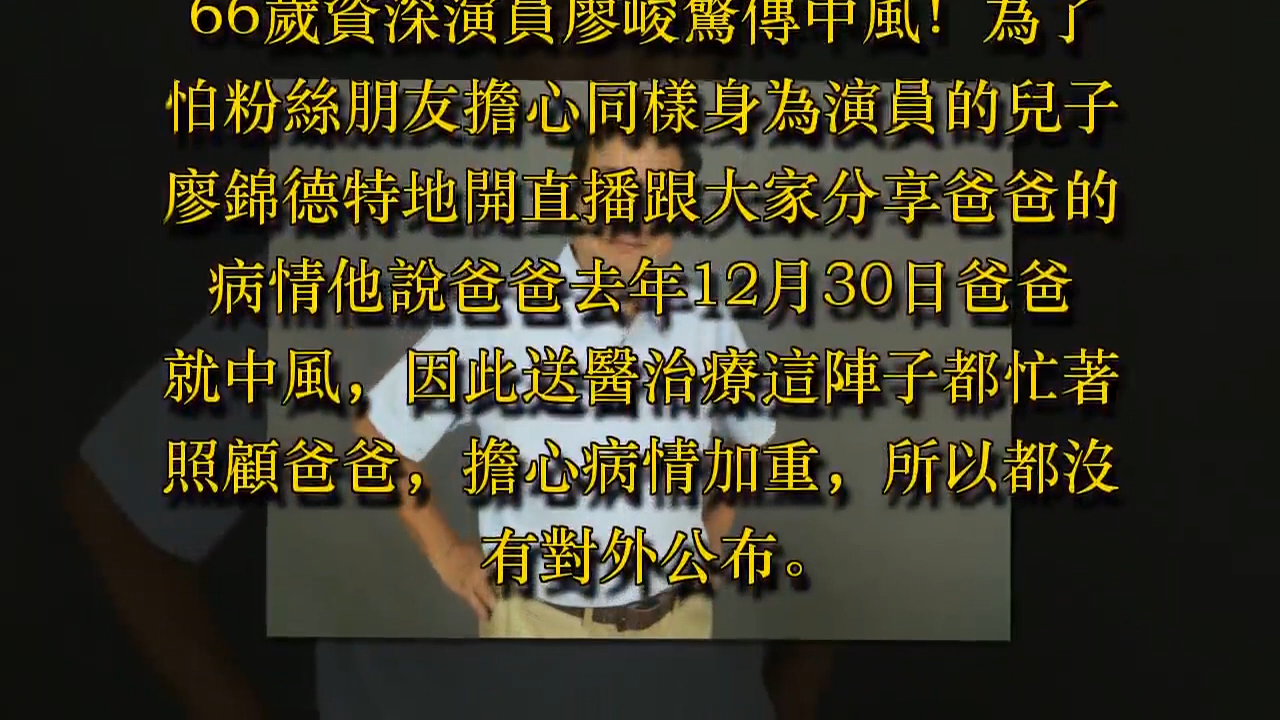 66歲資深演員廖峻驚傳中風！為了
怕粉絲朋友擔心同樣身為演員的兒子
廖錦德特地開直播跟大家分享爸爸的
病情他說爸爸去年12月30日爸爸
就中風，因此送醫治療這陣子都忙著
照顧爸爸，擔心病情加重，所以都沒
有對外公布。